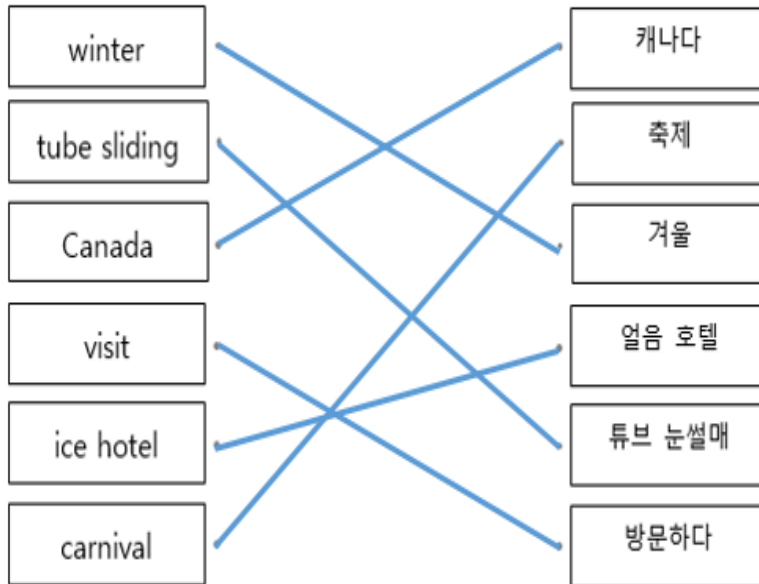 winter
캐나다
tube sliding
축제
Canada
겨울
visit
얼음 호텔
ice hotel
튜브 눈썰매
carnival
방문하다